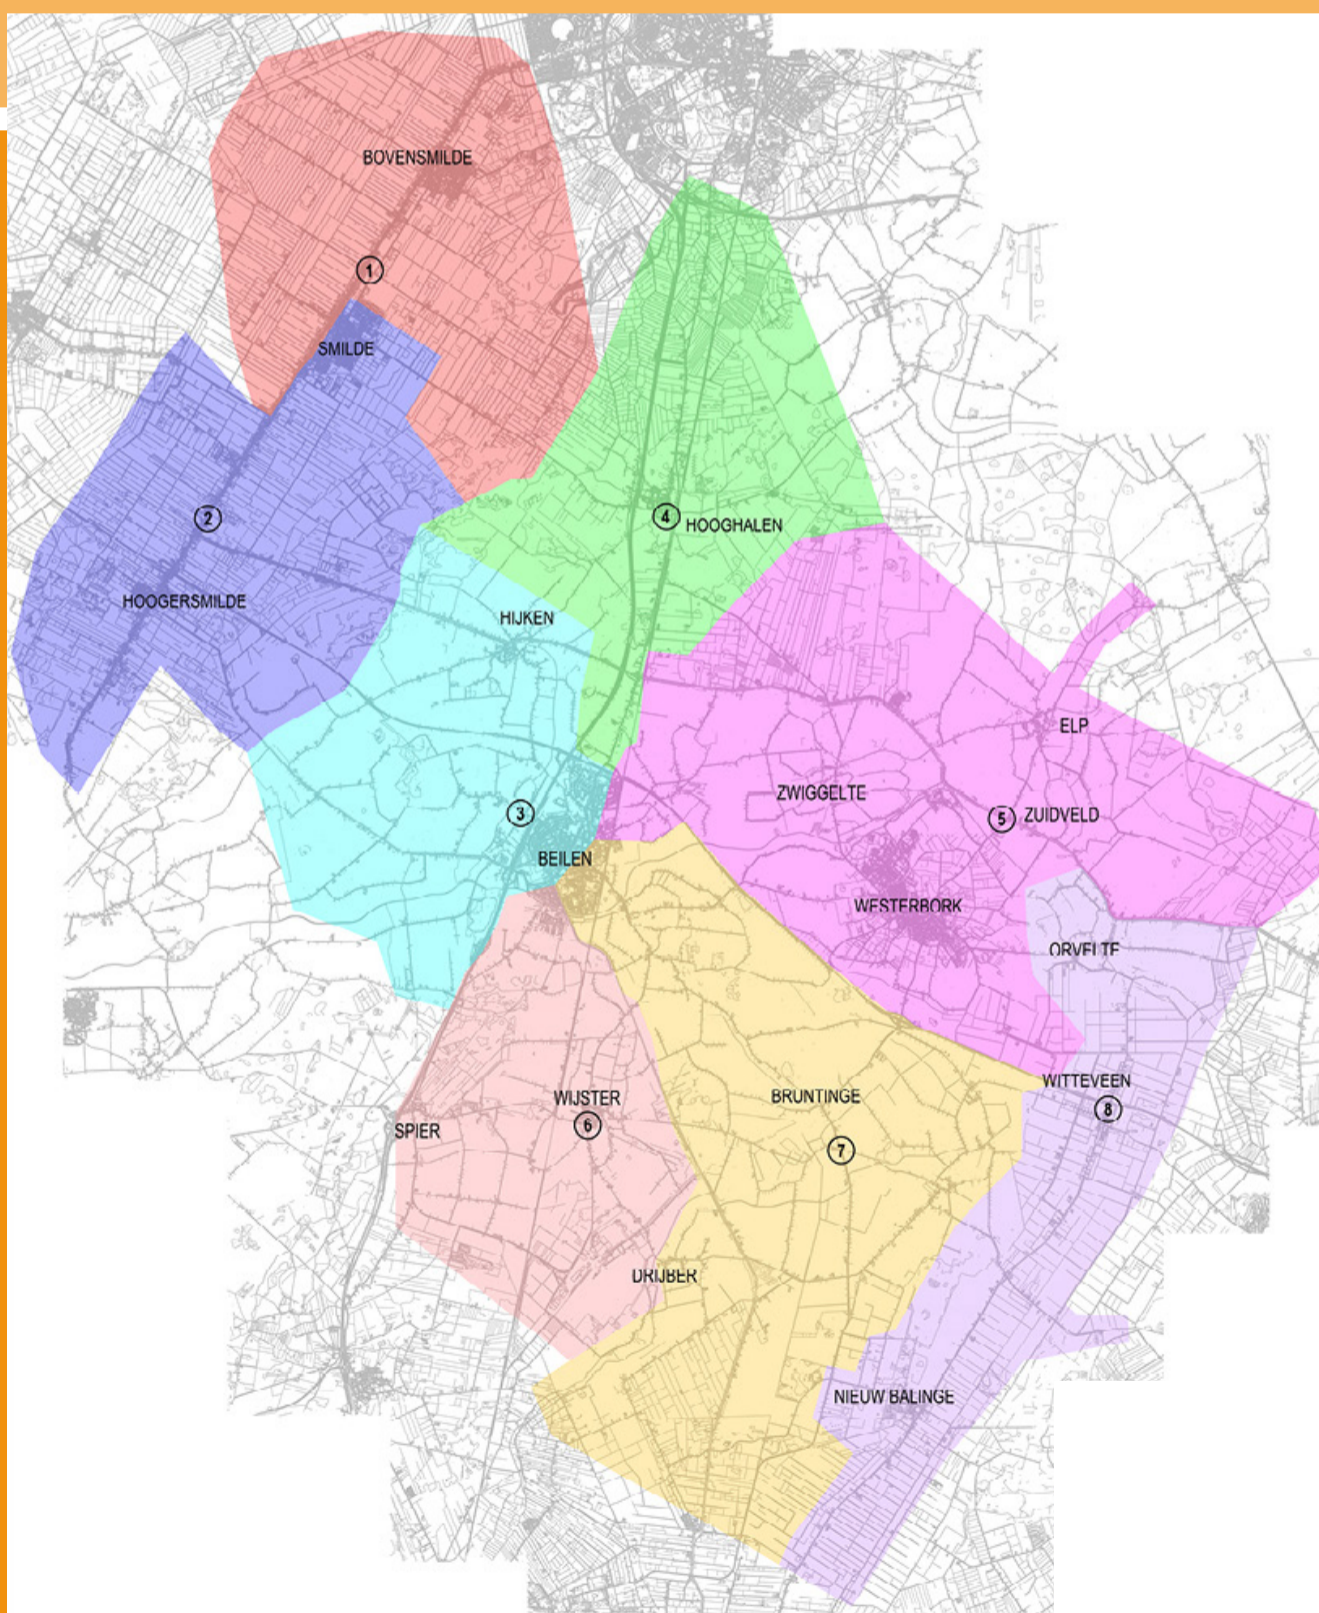 BOVENSMILDE
1
SMILDE
2
4
HOOGHALEN
HOOGERSMILDE
HIJKEN
ELP
ZWIGGELTE
3
5
ZUIDVELD
BEILEN
WESTERBORK
ORVELTE
WITTEVEEN
8
WIJSTER
BRUNTINGE
6
SPIER
7
DRIJBER
NIEUW BALINGE